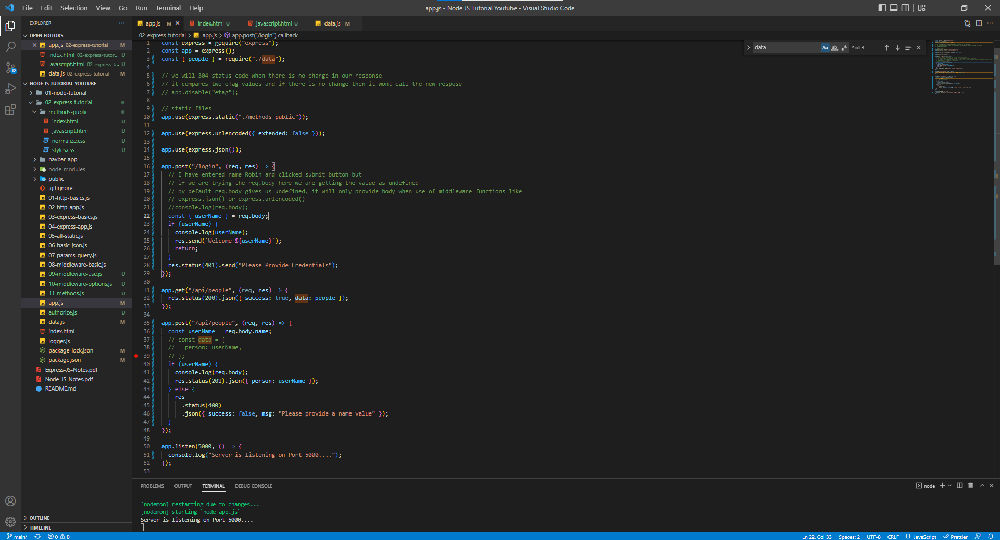 File Edit Selection View Go Run Terminal Help
app.js - Node JS Tutorial Youtube - Visual Studio Code
EXPLORER
OPEN EDITORS
app.js 02-express-tutorial M
index.html 02-express-tutor... U
javascript.html 02-express-t... U
data.js 02-express-tutorial M
NODE JS TUTORIAL YOUTUBE
01-node-tutorial
02-express-tutorial
methods-public
index.html U
javascript.html U
normalize.css U
styles.css U
navbar-app
node_modules
public
.gitignore
01-http-basics.js
02-http-app.js
03-express-basics.js
04-express-app.js
05-all-static.js
06-basic-json.js
07-params-query.js
08-middleware-basic.js
09-middleware-use.js U
10-middleware-options.js U
11-methods.js U
app.js M
authorize.js U
data.js M
index.html
logger.js
package-lock.json M
package.json M
Express-JS-Notes.pdf
Node-JS-Notes.pdf
README.md
OUTLINE
TIMELINE
12
app.js M index.html U javascript.html U data.js M
02-express-tutorial > app.js > app.post("/login") callback
data Aa ab ? of 3
1 const express = require("express");
2 const app = express();
3 const { people } = require("./data");
4
5 // we will 304 status code when there is no change in our response
6 // it compares two eTag values and if there is no change then it wont call the new respose
7 // app.disable("etag");
8
9 // static files
10 app.use(express.static("./methods-public"));
11
12 app.use(express.urlencoded({ extended: false }));
13
14 app.use(express.json());
15
16 app.post("/login", (req, res) => {
17 // I have entered name Robin and clicked submit button but
18 // if we are trying the req.body here we are getting the value as undefined
19 // by default req.body gives us undefined, it will only provide body when use of middleware functions like
20 // express.json() or express.urlencoded()
21 //console.log(req.body);
22 const { userName } = req.body;
23 if (userName) {
24 console.log(userName);
25 res.send(`Welcome ${userName}`);
26 return;
27 }
28 res.status(401).send("Please Provide Credentials");
29 });
30
31 app.get("/api/people", (req, res) => {
32 res.status(200).json({ success: true, data: people });
33 });
34
35 app.post("/api/people", (req, res) => {
36 const userName = req.body.name;
37 // const data = {
38 //   person: userName,
39 // };
40 if (userName) {
41 console.log(req.body);
42 res.status(201).json({ person: userName });
43 } else {
44 res
45 .status(400)
46 .json({ success: false, msg: "Please provide a name value" });
47 }
48 });
49
50 app.listen(5000, () => {
51 console.log("Server is listening on Port 5000....");
52 });
53
PROBLEMS OUTPUT TERMINAL DEBUG CONSOLE
node
[nodemon] restarting due to changes...
[nodemon] starting `node app.js`
Server is listening on Port 5000....
main* 0 0
Ln 22, Col 33 Spaces: 2 UTF-8 CRLF {} JavaScript Prettier